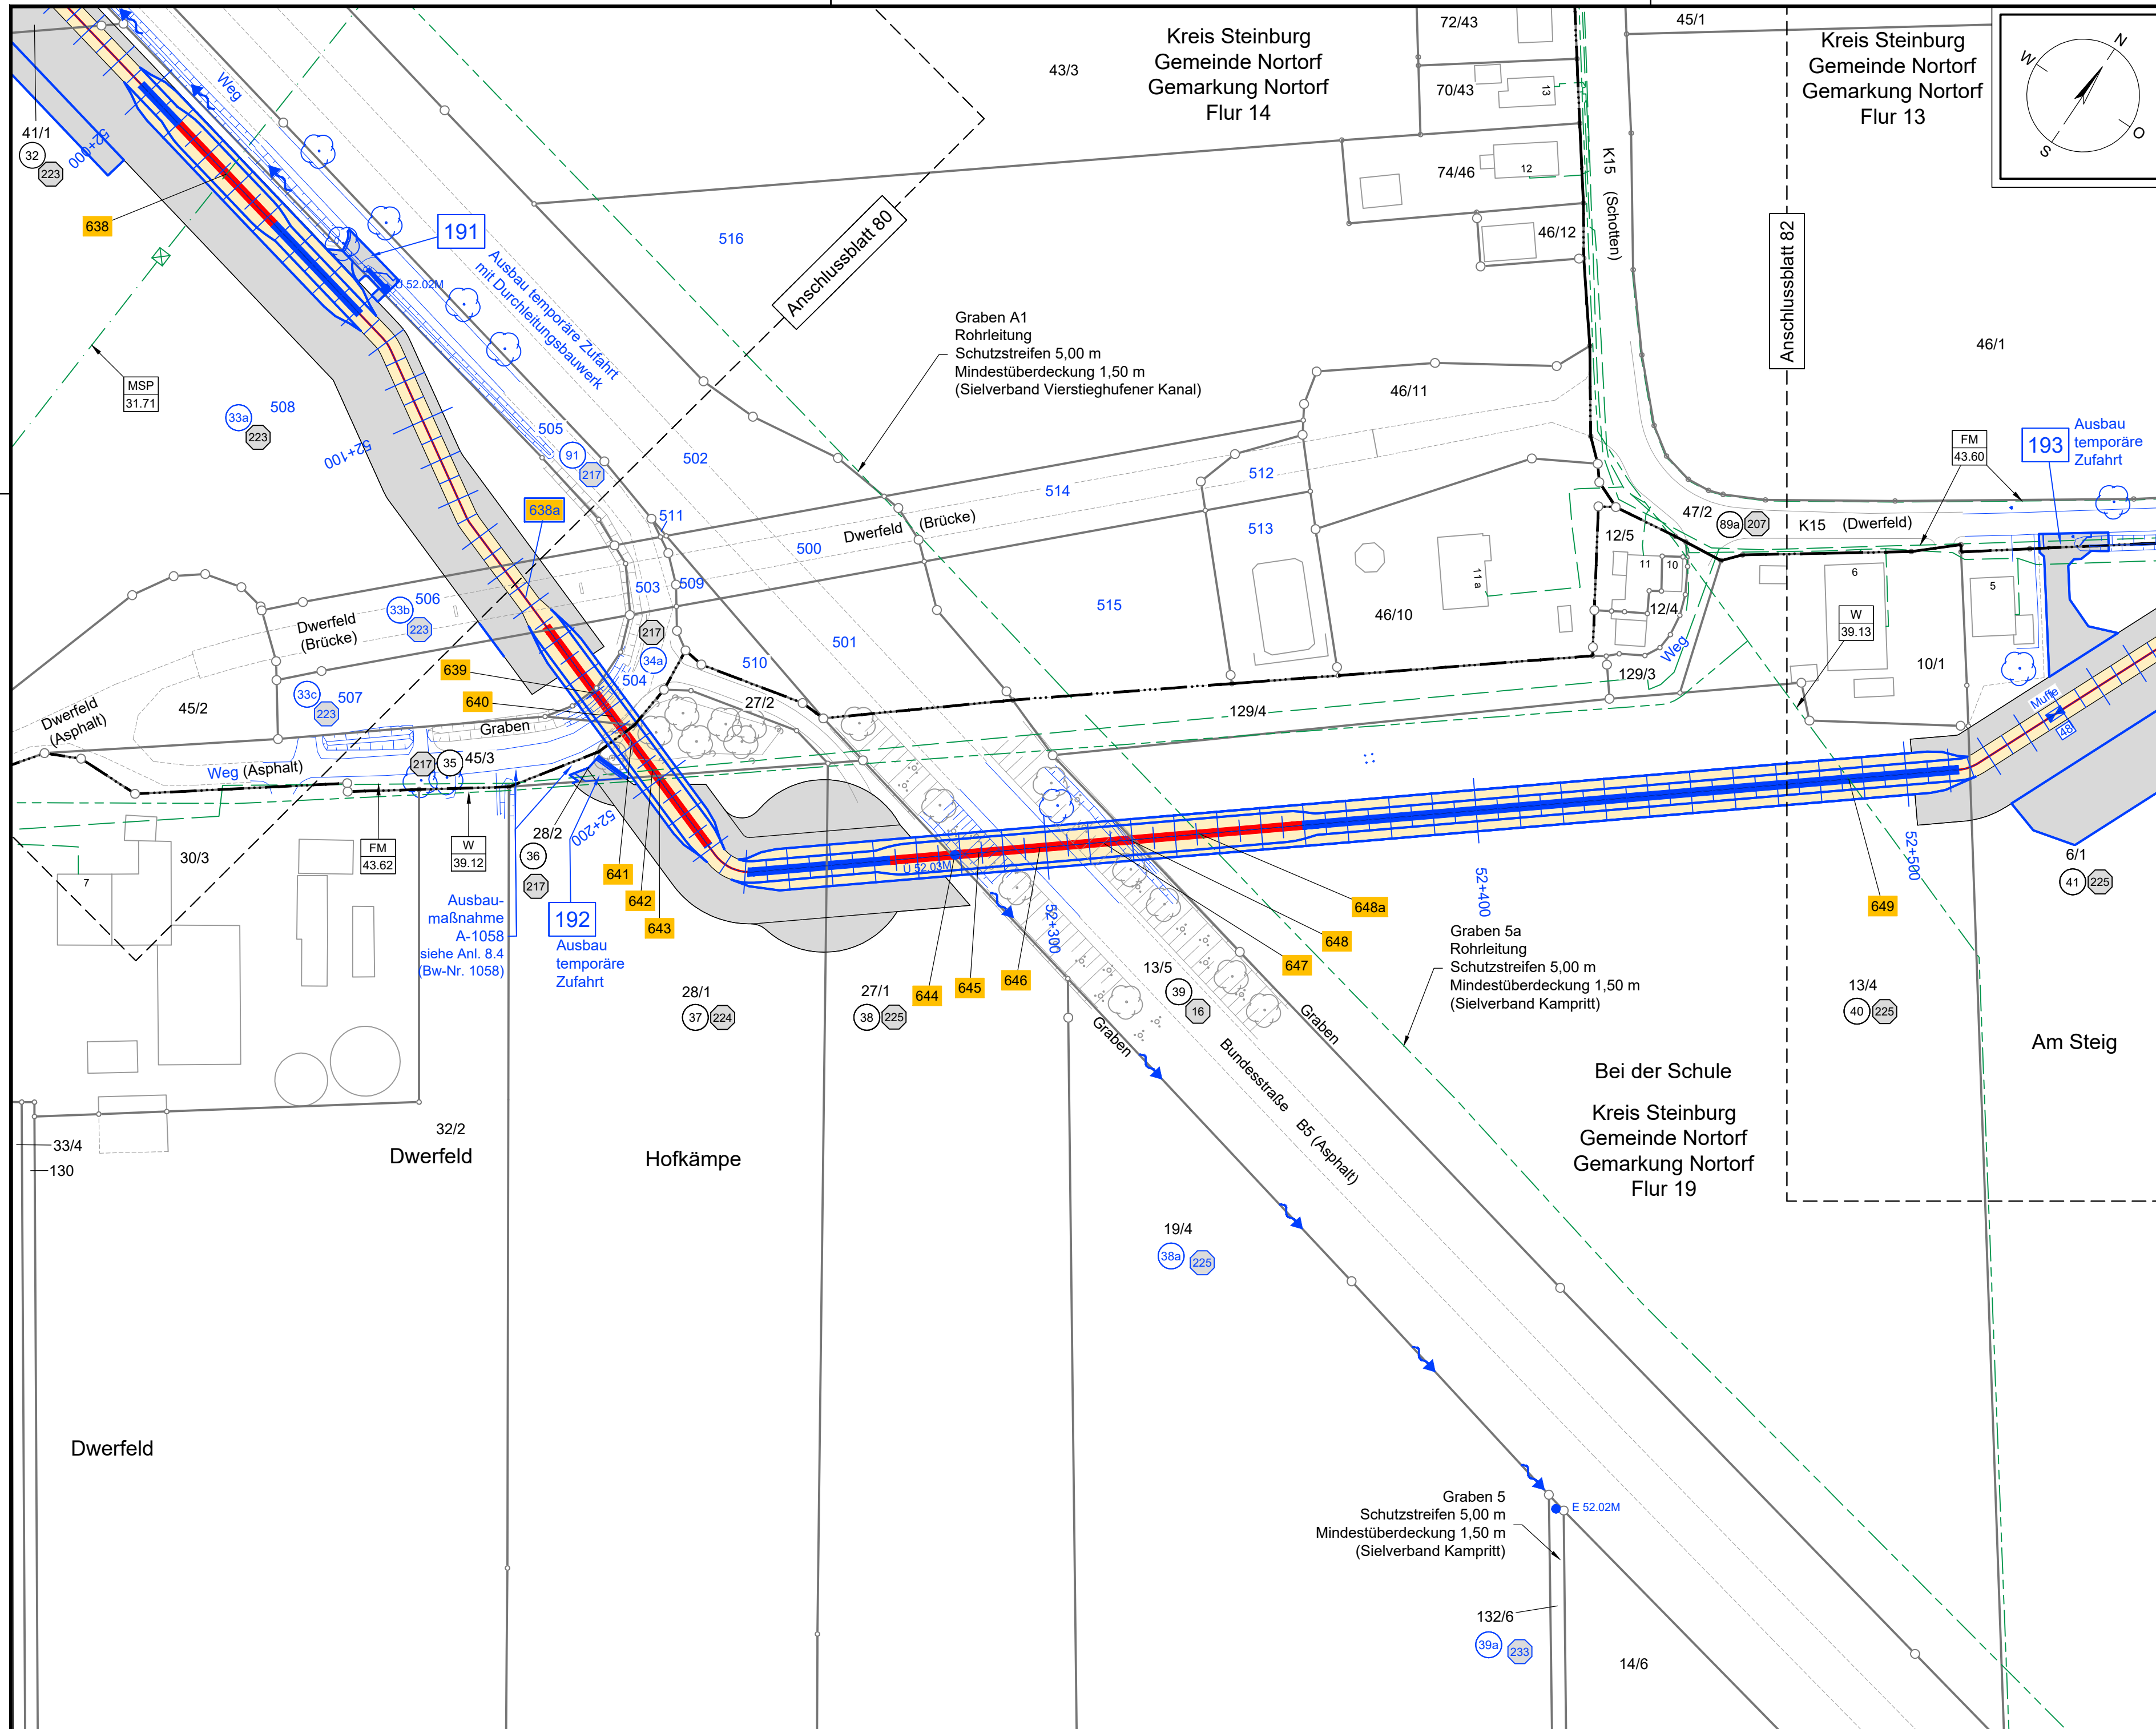 72/43
45/1
Kreis Steinburg
Gemeinde Nortorf
Gemarkung Nortorf
Flur 14
Kreis Steinburg
Gemeinde Nortorf
Gemarkung Nortorf
Flur 13
N
W
O
S
43/3
70/43
13
Weg
41/1
32
223
52+000
74/46
12
K15
(Schotten)
638
191
516
46/12
Anschlussblatt 80
Anschlussblatt 82
U 52.02M
Ausbau temporäre Zufahrt
mit Durchleitungsbauwerk
Graben A1
Rohrleitung
Schutzstreifen 5,00 m
Mindestüberdeckung 1,50 m
(Sielverband Vierstieghufener Kanal)
46/1
MSP
31.71
33a
508
223
46/11
505
52+100
91
217
502
512
514
FM
43.60
193
Ausbau
temporäre
Zufahrt
638a
511
500
Dwerfeld
(Brücke)
513
47/2
89a
207
K15
(Dwerfeld)
12/5
11
10
11 a
6
5
503
509
506
33b
223
Dwerfeld
(Brücke)
515
46/10
12/4
W
39.13
217
34a
639
501
510
Weg
504
10/1
33c
507
223
129/3
Muffe
48
640
27/2
45/2
Dwerfeld
(Asphalt)
Graben
129/4
217
35
45/3
Weg (Asphalt)
52+200
28/2
36
217
FM
43.62
W
39.12
30/3
7
U 52.03M
52+500
6/1
41
225
641
642
643
192
Ausbau
temporäre
Zufahrt
Ausbau-
maßnahme
A-1058
siehe Anl. 8.4
(Bw-Nr. 1058)
52+300
52+400
648a
648
647
649
Graben 5a
Rohrleitung
Schutzstreifen 5,00 m
Mindestüberdeckung 1,50 m
(Sielverband Kampritt)
644
645
646
13/5
39
16
28/1
37
224
27/1
38
225
13/4
40
225
Graben
Graben
Bundesstraße
B5 (Asphalt)
Am Steig
Bei der Schule
Kreis Steinburg
Gemeinde Nortorf
Gemarkung Nortorf
Flur 19
32/2
33/4
130
Dwerfeld
Hofkämpe
19/4
38a
225
Dwerfeld
Graben 5
Schutzstreifen 5,00 m
Mindestüberdeckung 1,50 m
(Sielverband Kampritt)
E 52.02M
132/6
39a
233
14/6